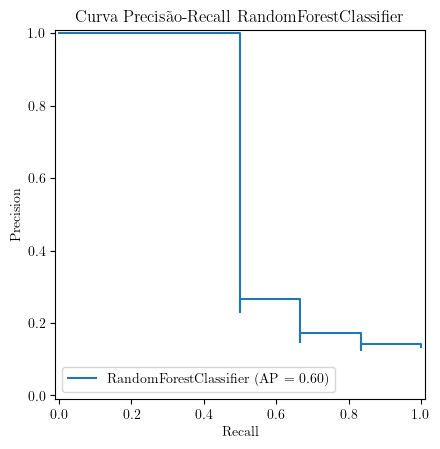 Curva Precisão-Recall RandomForestClassifier
1.0
0.8
0.6
0.4
0.2
0.0
Precision
RandomForestClassifier (AP = 0.60)
0.0 0.2 0.4 0.6 0.8 1.0
Recall